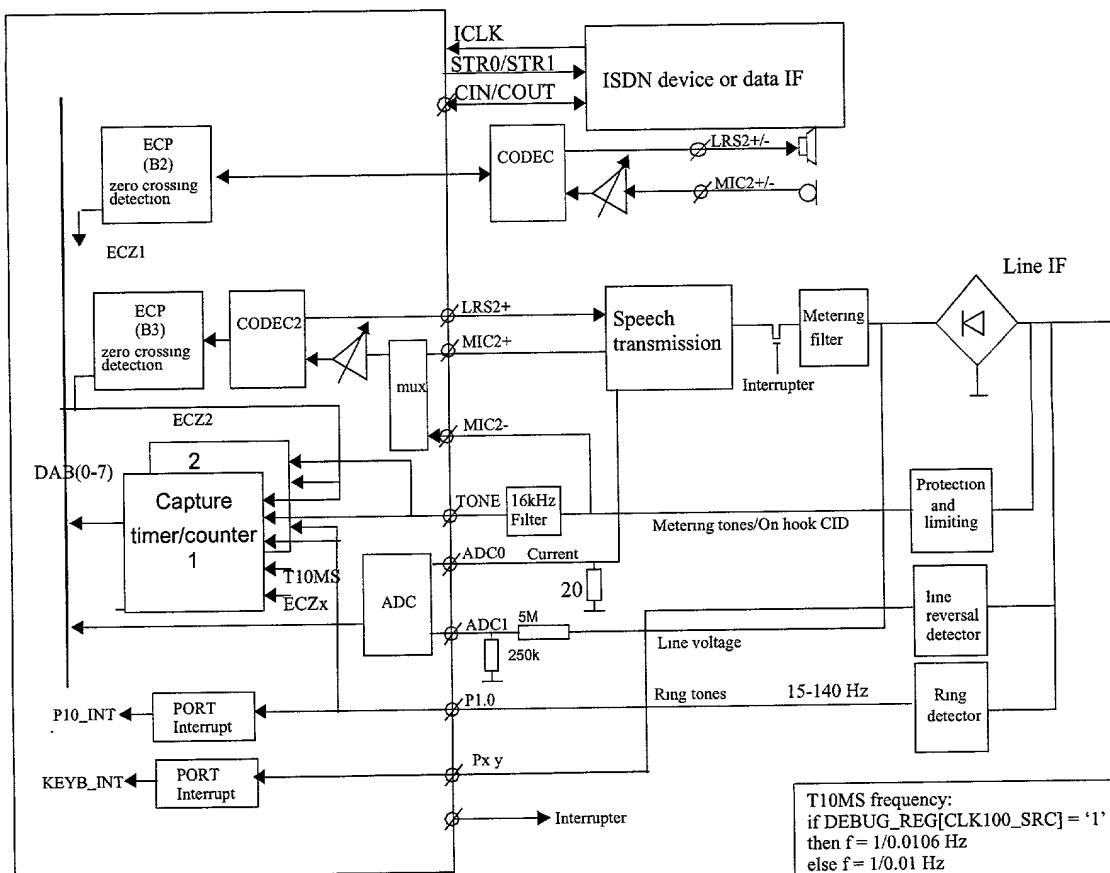 ICLK
STR0/STR1
CIN/COUT
ISDN device or data IF
ECP
(B2)
zero crossing
detection
CODEC
LRS2+/-
MIC2+/-
ECZ1
Line IF
ECP
(B3)
zero crossing
detection
CODEC2
LRS2+
MIC2+
mux
Speech
transmission
Metering
filter
Interrupter
ECZ2
MIC2-
DAB(0-7)
2
Capture
timer/counter
1
TONE
16kHz
Filter
Metering tones/On hook CID
Protection
and
limiting
T10MS
ECZx
ADC
ADC0
Current
20
ADC1
5M
250k
Line voltage
line
reversal
detector
P10_INT
PORT
Interrupt
P1.0
Ring tones
15-140 Hz
Ring
detector
KEYB_INT
PORT
Interrupt
Px y
Interrupter
T10MS frequency:
if DEBUG_REG[CLK100_SRC] = ‘1’
then f = 1/0.0106 Hz
else f = 1/0.01 Hz